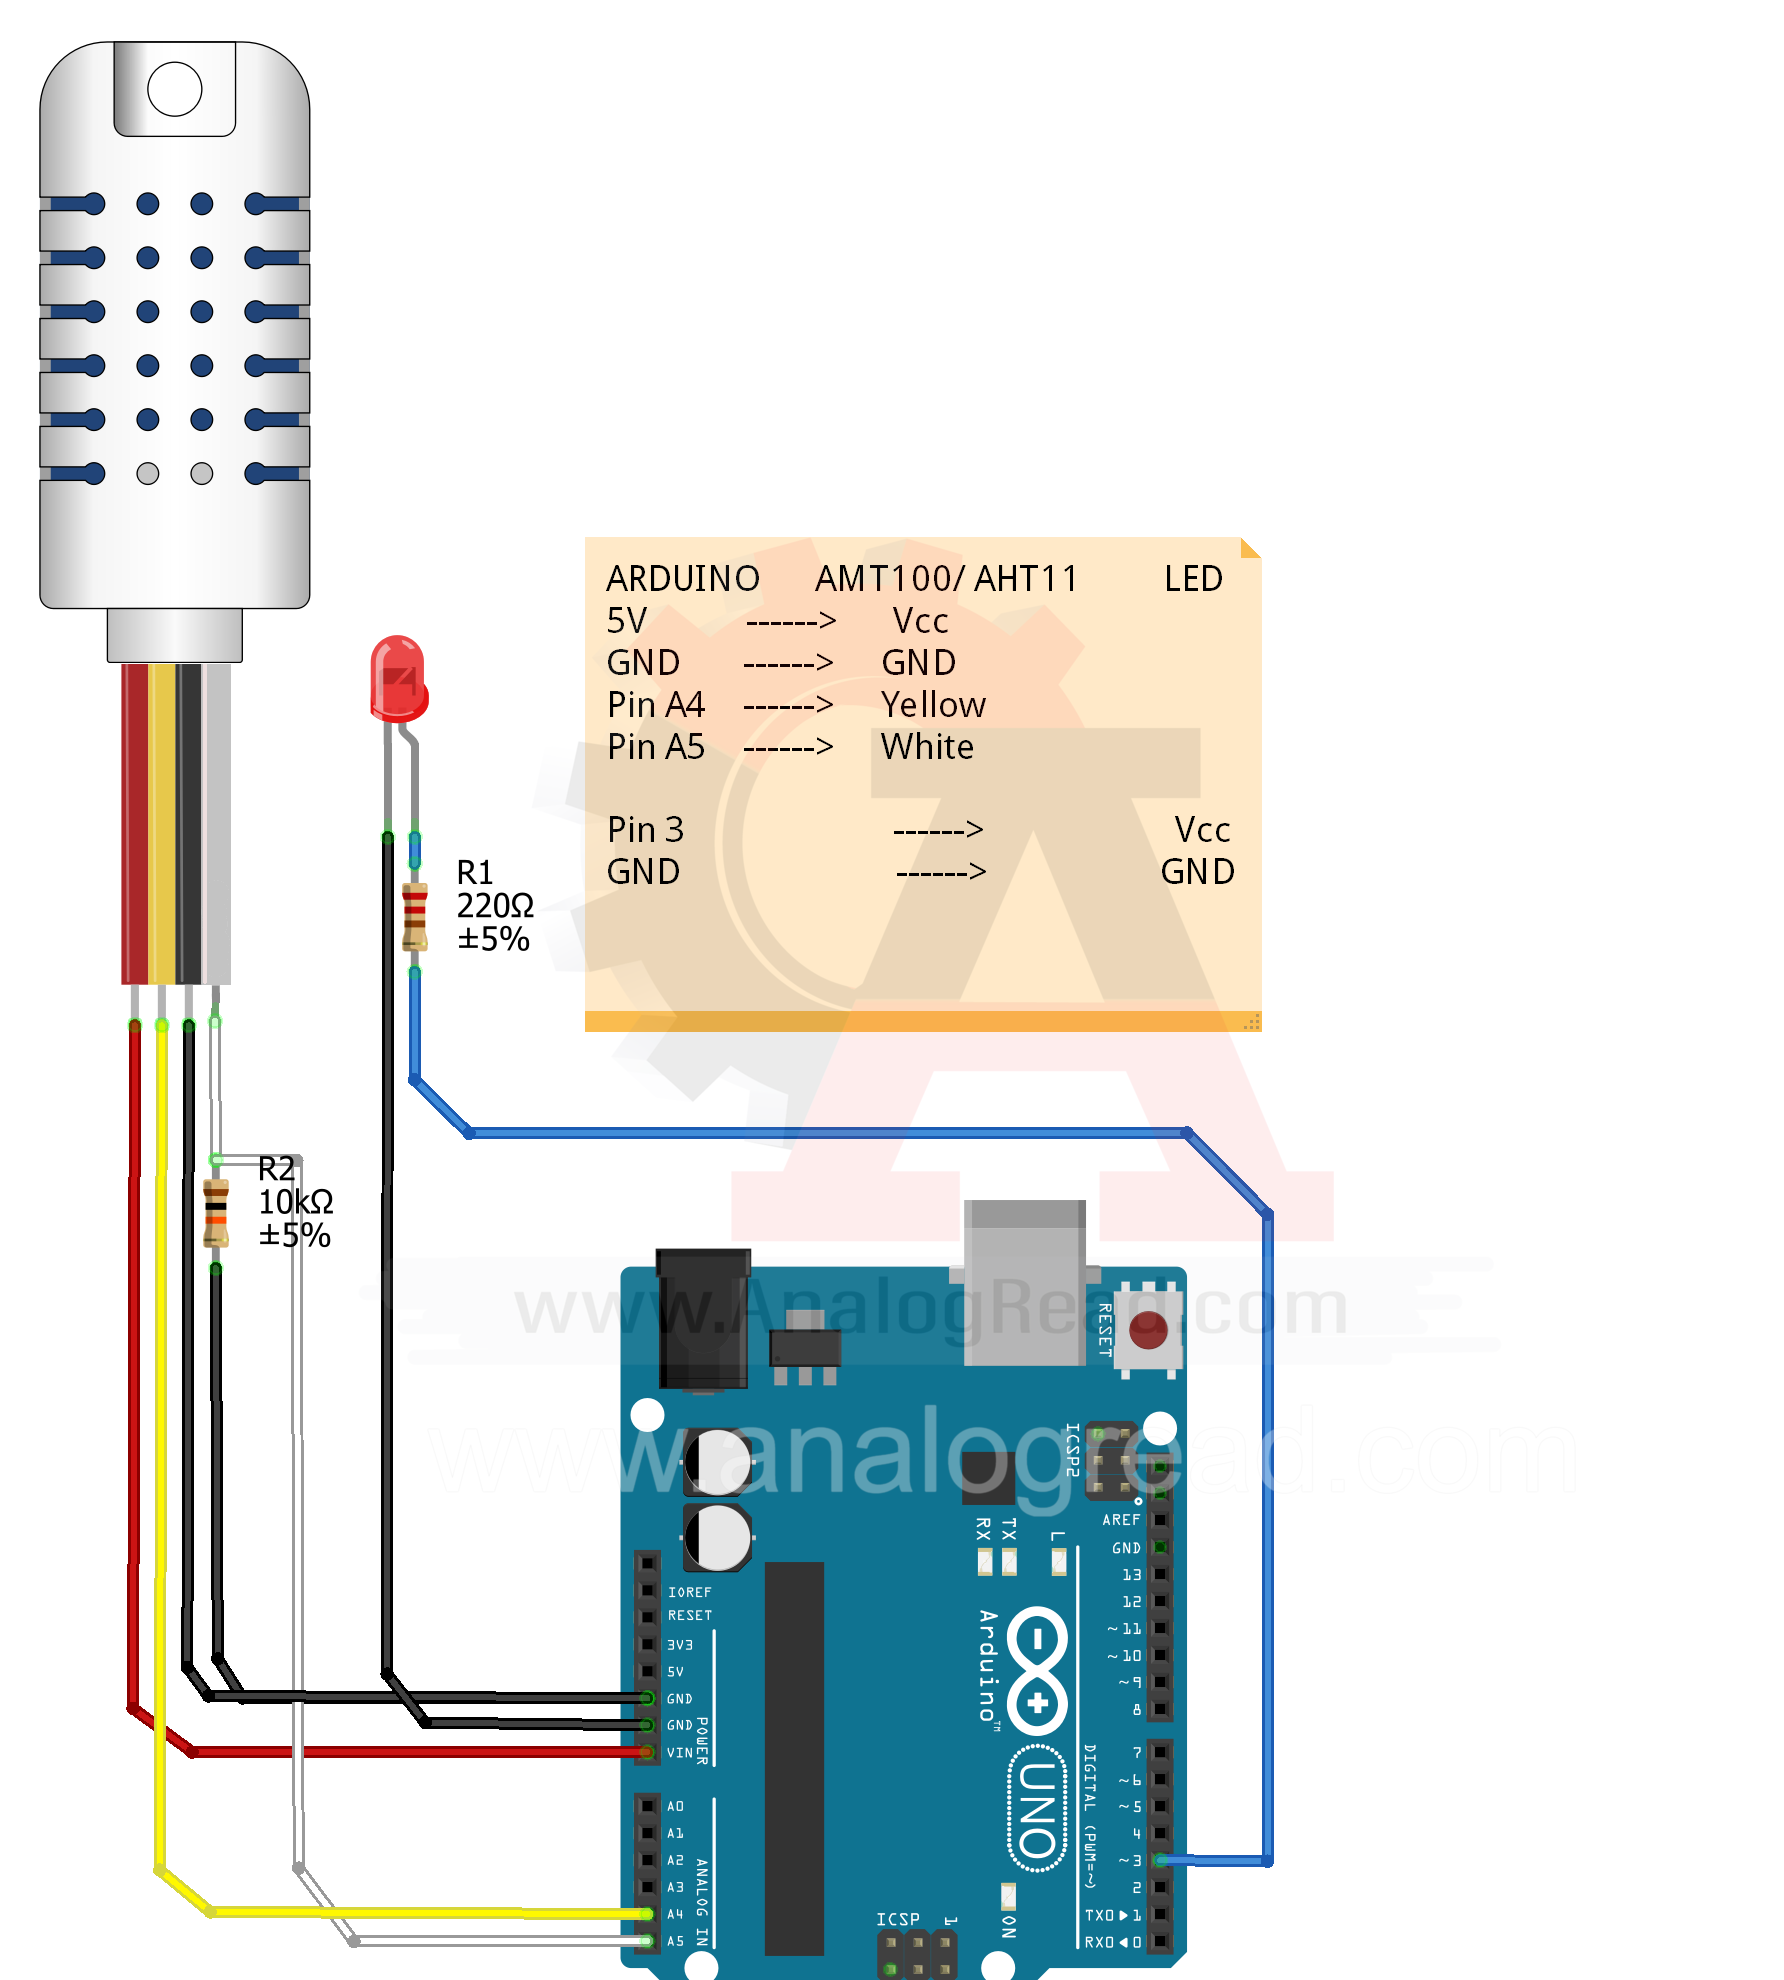 ARDUINO AMT100/ AHT11 LED
5V ------> Vcc
GND ------> GND
Pin A4 ------> Yellow
Pin A5 ------> White
Pin 3 ------> Vcc
GND ------> GND
R1
220Ω
±5%
R2
10kΩ
±5%
www.AnalogRead.com
www.analogread.com
RESET
ICSP2
AREF
GND
13
12
~11
~10
~9
8
7
~6
~5
4
~3
2
TX0▶1
RX0◀0
DIGITAL (PWM=~)
RX
TX
L
Arduino™
UNO
ON
ICSP
1
IOREF
RESET
3V3
5V
GND
GND
VIN
POWER
A0
A1
A2
A3
A4
A5
ANALOG IN
A